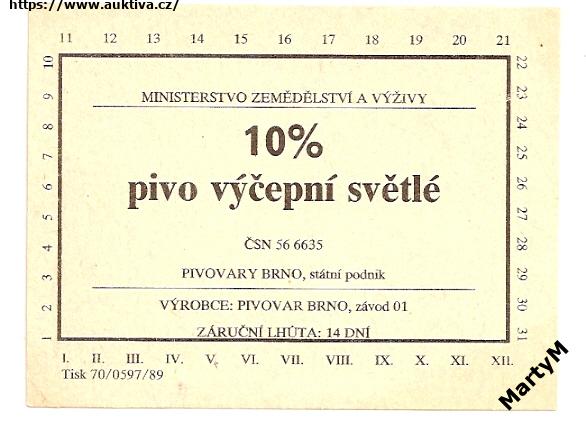 https://www.auktiva.cz/
11 12 13 14 15 16 17 18 19 20 21
10
9
8
7
6
5
4
3
2
1
22
23
24
25
26
27
28
29
30
31
MINISTERSTVO ZEMĚDĚLSTVÍ A VÝŽIVY
10%
pivo výčepní světlé
ČSN 56 6635
PIVOVARY BRNO, státní podnik
VÝROBCE: PIVOVAR BRNO, závod 01
ZÁRUČNÍ LHŮTA: 14 DNÍ
I. II. III. IV. V. VI. VII. VIII. IX. X. XI. XII.
Tisk 70/0597/89
MartyM